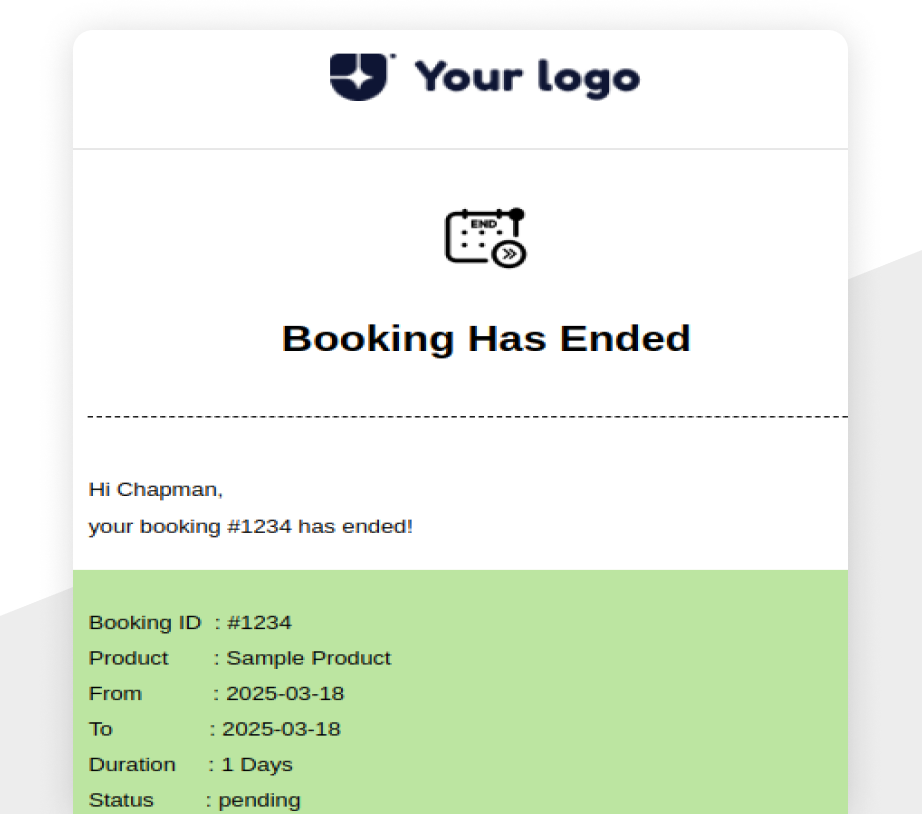 Your logo
END
Booking Has Ended
Hi Chapman,
your booking #1234 has ended!
Booking ID : #1234
Product : Sample Product
From : 2025-03-18
To : 2025-03-18
Duration : 1 Days
Status : pending